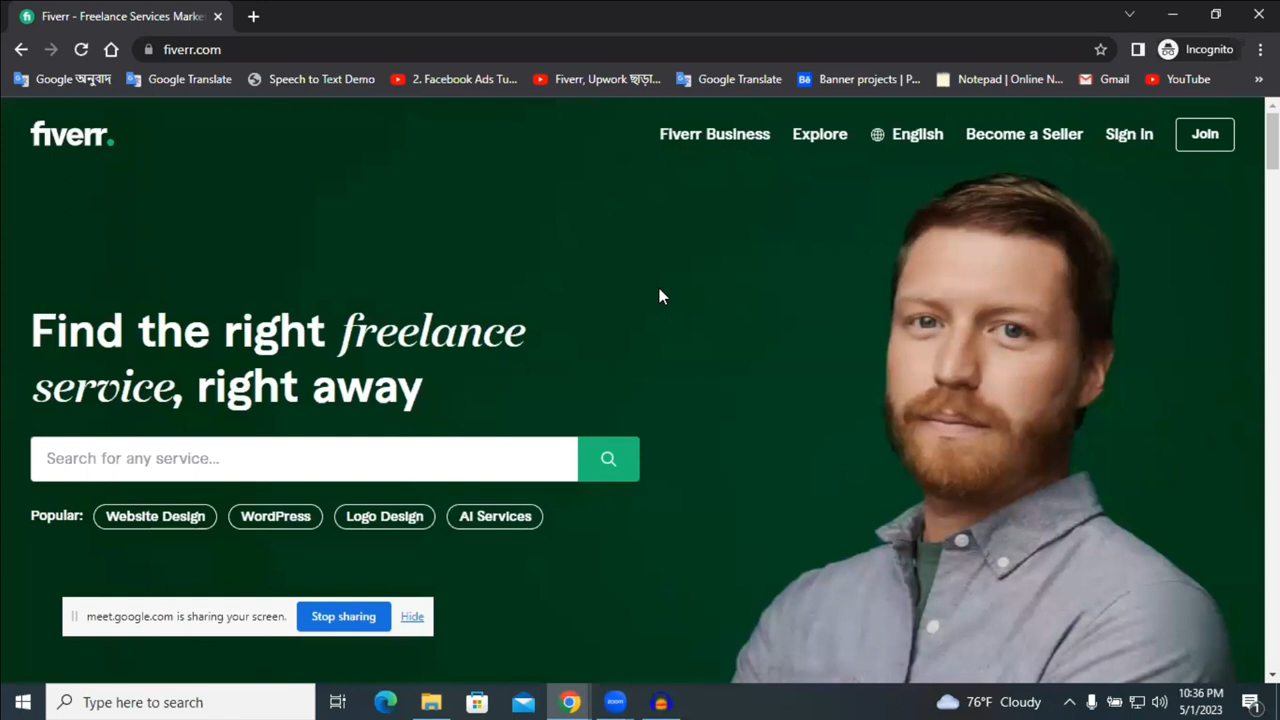 Fiverr - Freelance Services Marke
fiverr.com
Incognito
Google অনুবাদ
Google Translate
Speech to Text Demo
2. Facebook Ads Tu...
Fiverr, Upwork ছাড়া...
Google Translate
Bē
Banner projects | P...
Notepad | Online N...
Gmail
YouTube
fiverr.
Fiverr Business
Explore
English
Become a Seller
Sign in
Join
Find the right freelance
service, right away
Search for any service...
Popular:
Website Design
WordPress
Logo Design
AI Services
meet.google.com is sharing your screen.
Stop sharing
Hide
Type here to search
zoom
76°F Cloudy
10:36 PM
5/1/2023
1